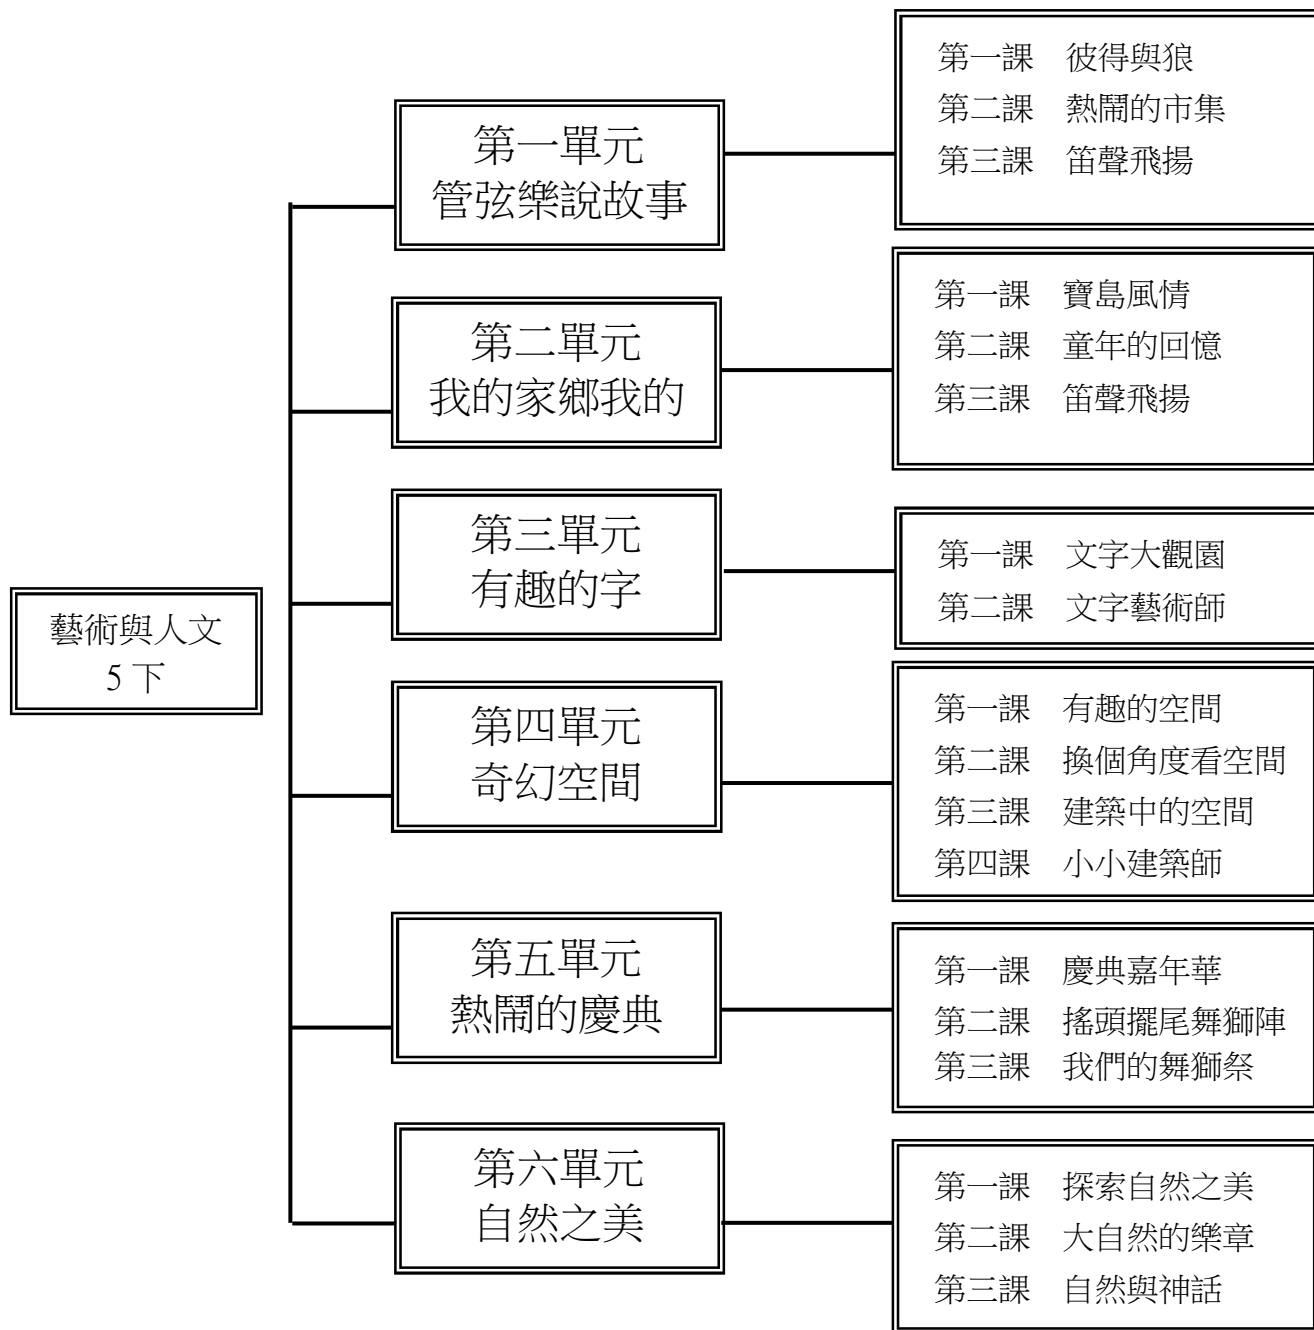 藝術與人文
5 下
第一單元
管弦樂說故事
第一課　彼得與狼
第二課　熱鬧的市集
第三課　笛聲飛揚
第二單元
我的家鄉我的
第一課　寶島風情
第二課　童年的回憶
第三課　笛聲飛揚
第三單元
有趣的字
第一課　文字大觀園
第二課　文字藝術師
第四單元
奇幻空間
第一課　有趣的空間
第二課　換個角度看空間
第三課　建築中的空間
第四課　小小建築師
第五單元
熱鬧的慶典
第一課　慶典嘉年華
第二課　搖頭擺尾舞獅陣
第三課　我們的舞獅祭
第六單元
自然之美
第一課　探索自然之美
第二課　大自然的樂章
第三課　自然與神話